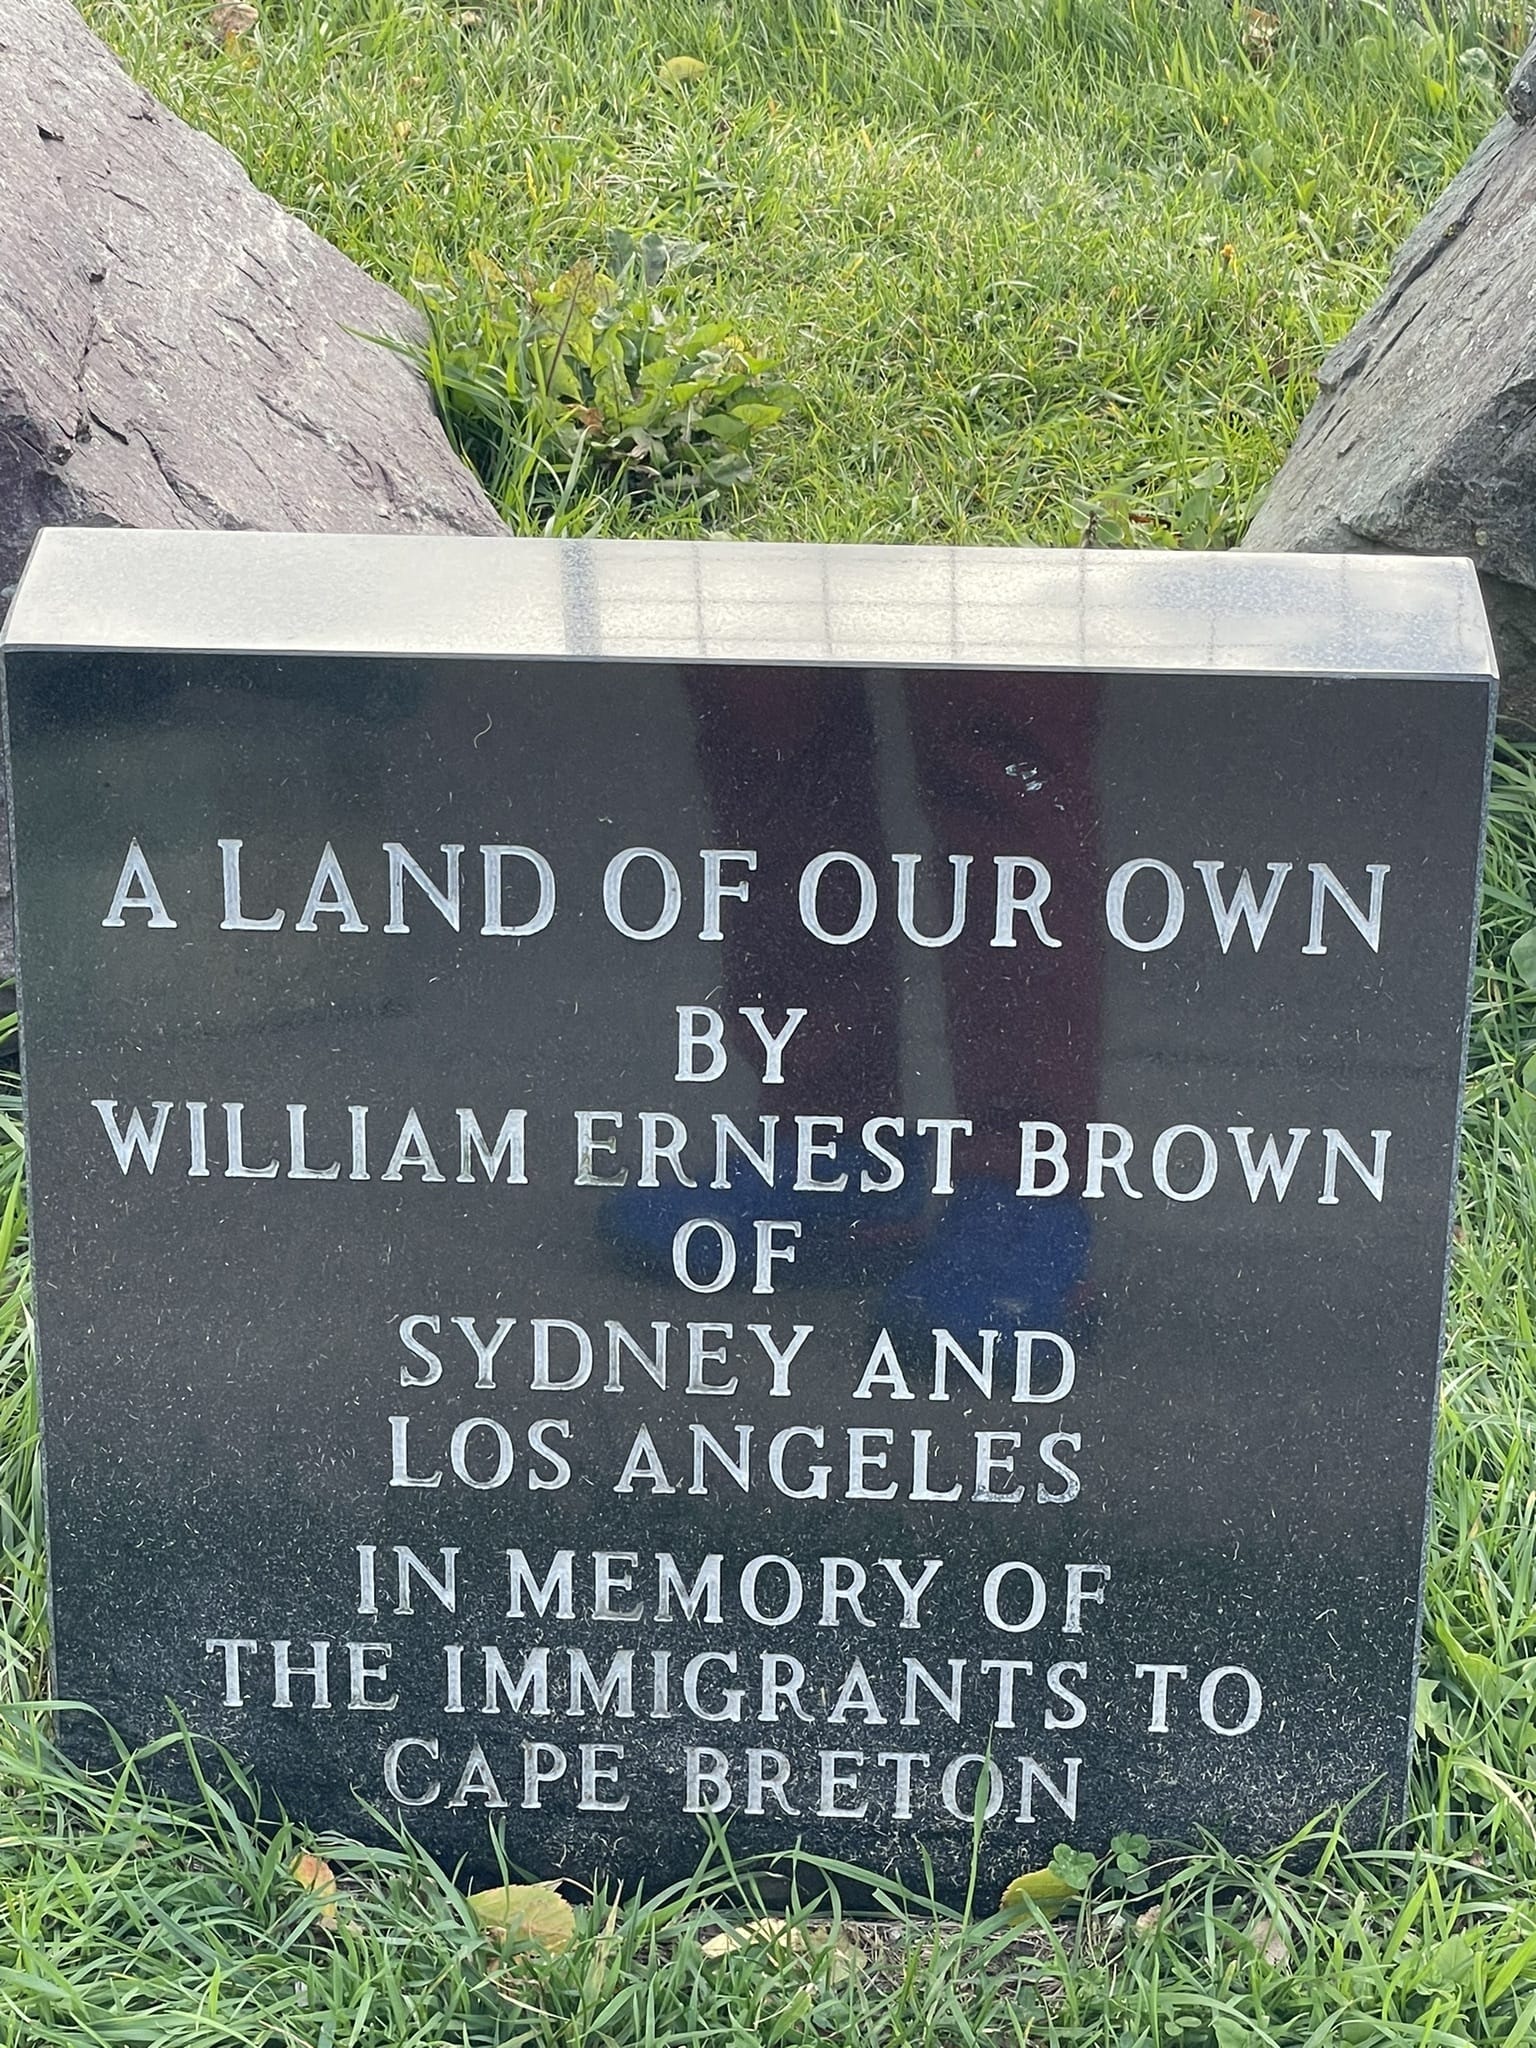 A LAND OF OUR OWN
BY
WILLIAM ERNEST BROWN
OF
SYDNEY AND
LOS ANGELES
IN MEMORY OF
THE IMMIGRANTS TO
CAPE BRETON